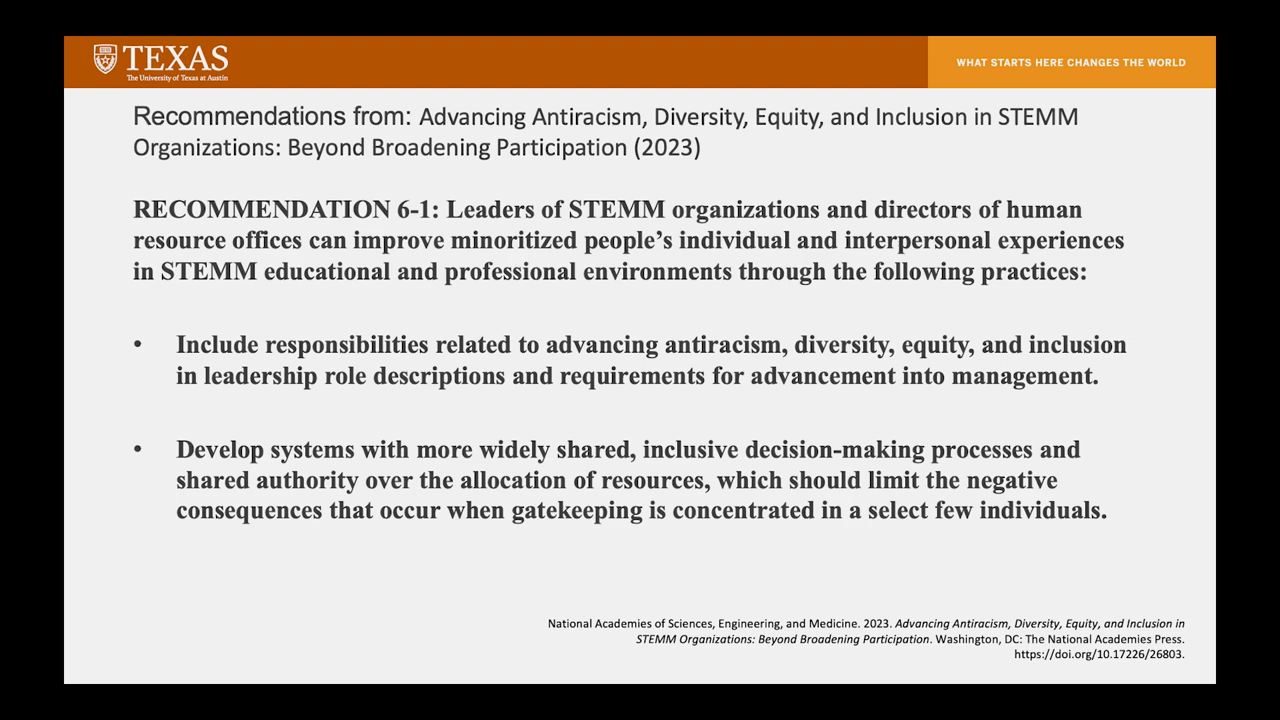 TEXAS
The University of Texas at Austin
WHAT STARTS HERE CHANGES THE WORLD
Recommendations from: Advancing Antiracism, Diversity, Equity, and Inclusion in STEMM
Organizations: Beyond Broadening Participation (2023)
RECOMMENDATION 6-1: Leaders of STEMM organizations and directors of human
resource offices can improve minoritized people’s individual and interpersonal experiences
in STEMM educational and professional environments through the following practices:
• Include responsibilities related to advancing antiracism, diversity, equity, and inclusion
in leadership role descriptions and requirements for advancement into management.
• Develop systems with more widely shared, inclusive decision-making processes and
shared authority over the allocation of resources, which should limit the negative
consequences that occur when gatekeeping is concentrated in a select few individuals.
National Academies of Sciences, Engineering, and Medicine. 2023. Advancing Antiracism, Diversity, Equity, and Inclusion in
STEMM Organizations: Beyond Broadening Participation. Washington, DC: The National Academies Press.
https://doi.org/10.17226/26803.